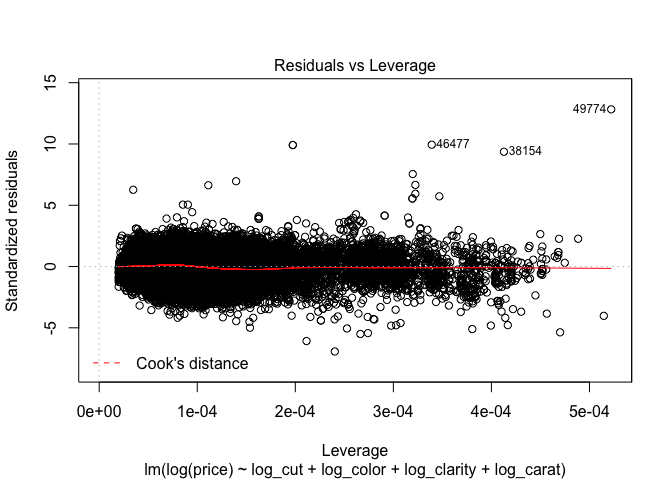 Residuals vs Leverage
Standardized residuals
15
10
5
0
-5
49774
46477
38154
Cook's distance
0e+00 1e-04 2e-04 3e-04 4e-04 5e-04
Leverage
lm(log(price) ~ log_cut + log_color + log_clarity + log_carat)